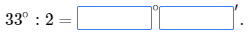 33° : 2 = ° ′.